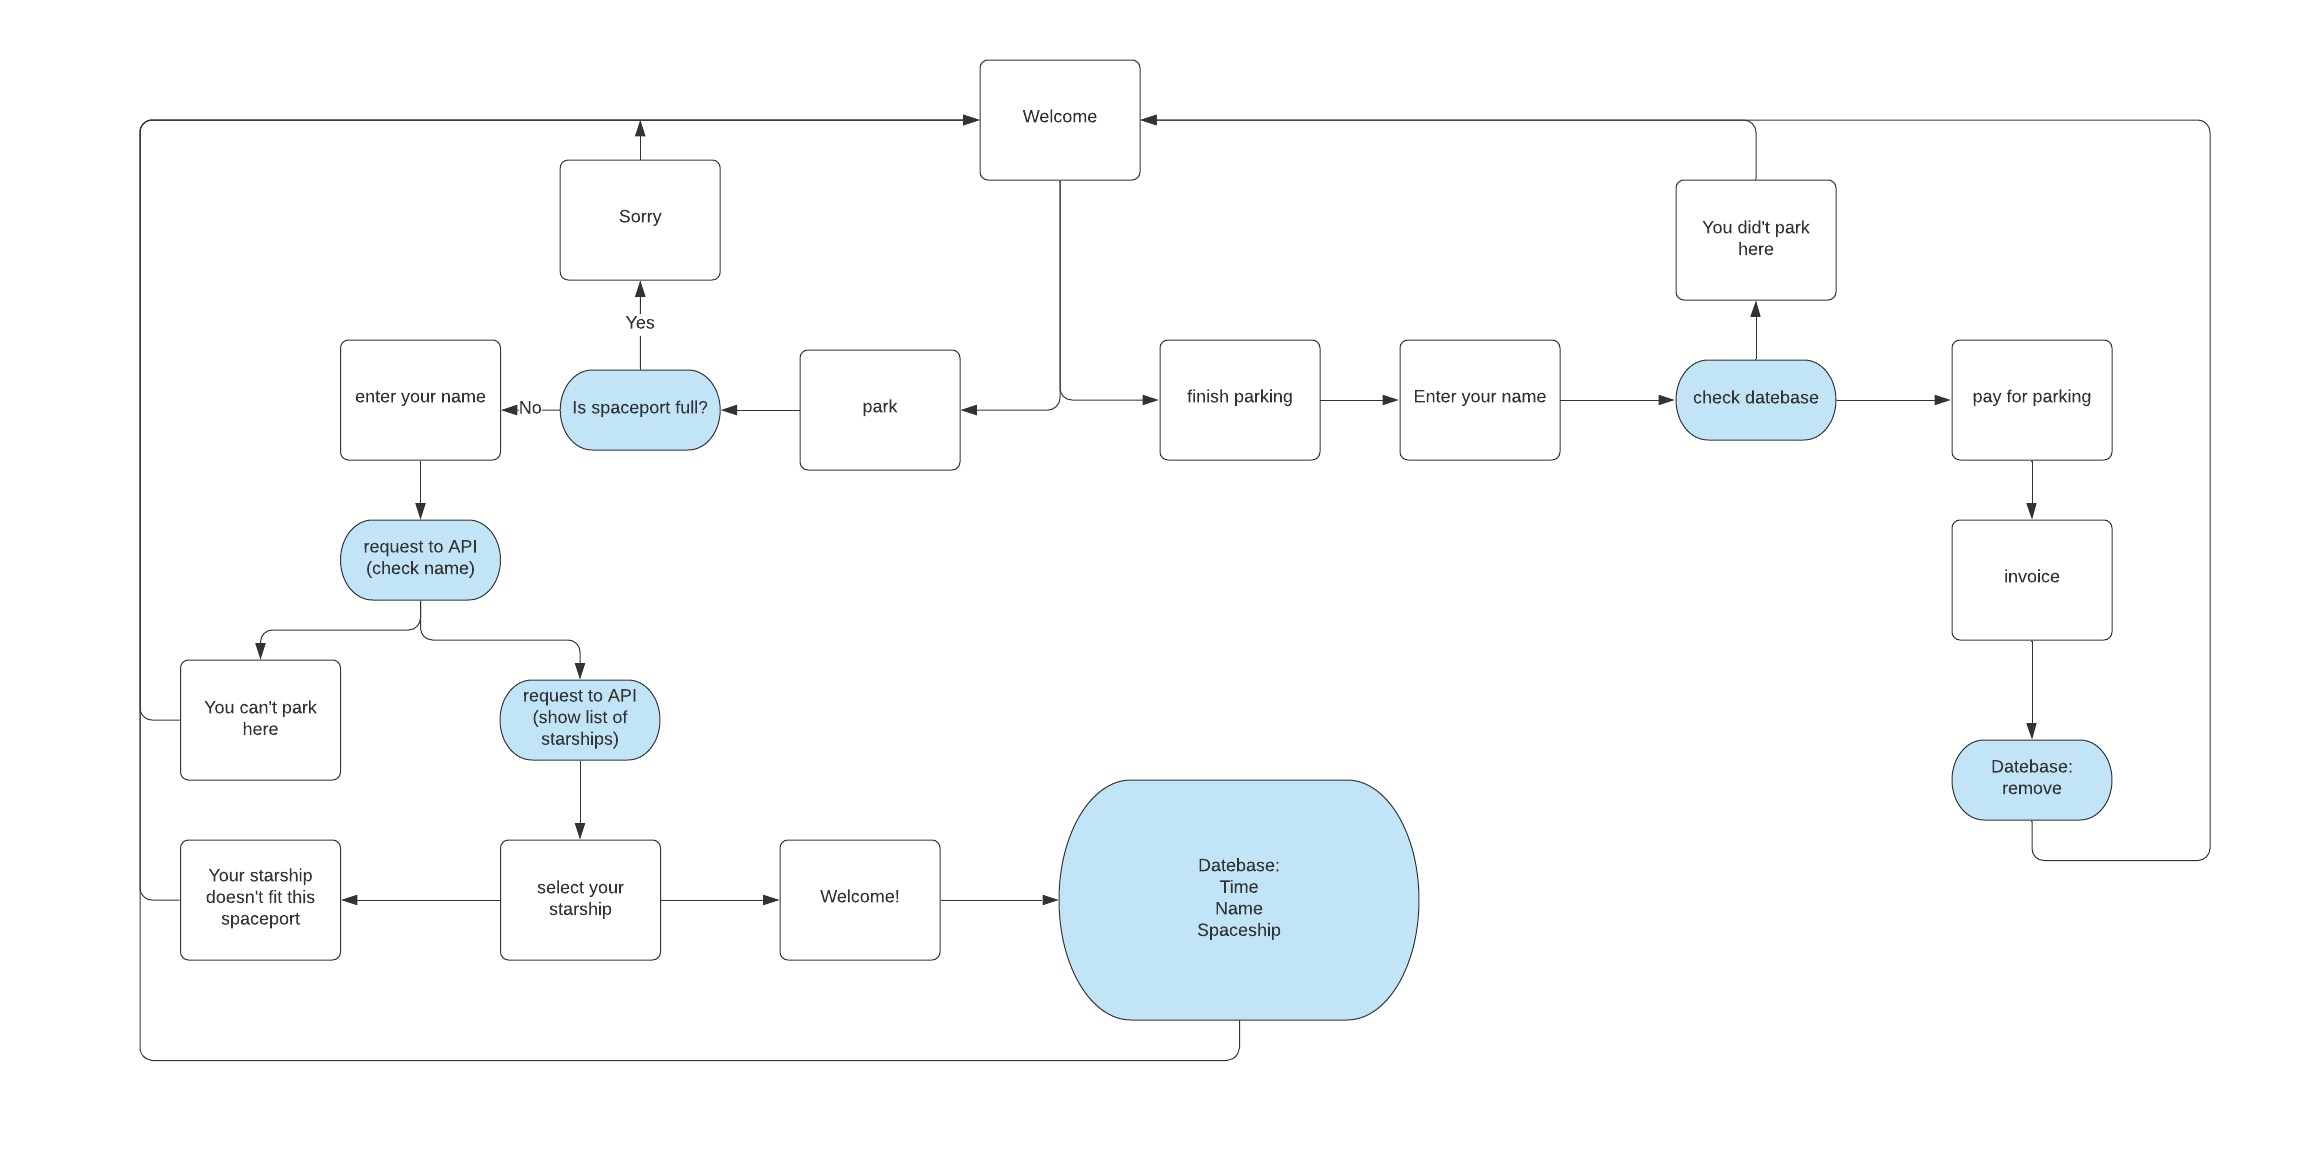 Welcome
Sorry
You did't park
here
Yes
enter your name
No
Is spaceport full?
park
finish parking
Enter your name
check datebase
pay for parking
request to API
(check name)
invoice
You can't park
here
request to API
(show list of
starships)
Datebase:
remove
Your starship
doesn't fit this
spaceport
select your
starship
Welcome!
Datebase:
Time
Name
Spaceship